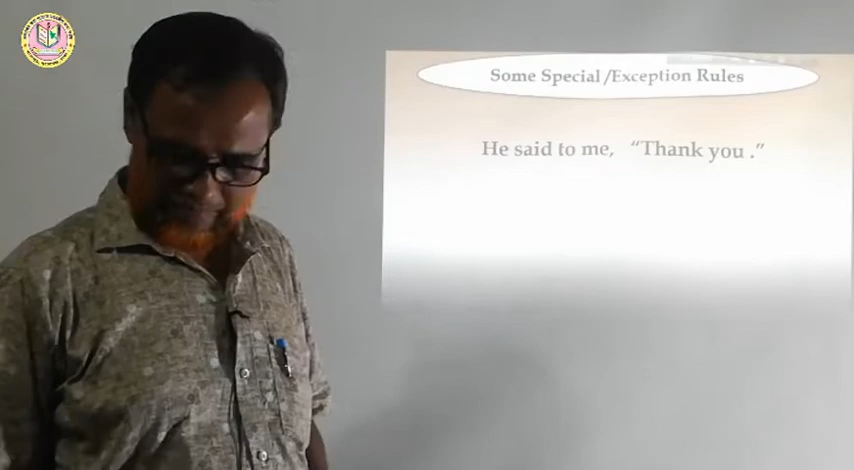 Some Special /Exception Rules
He said to me, “Thank you .”